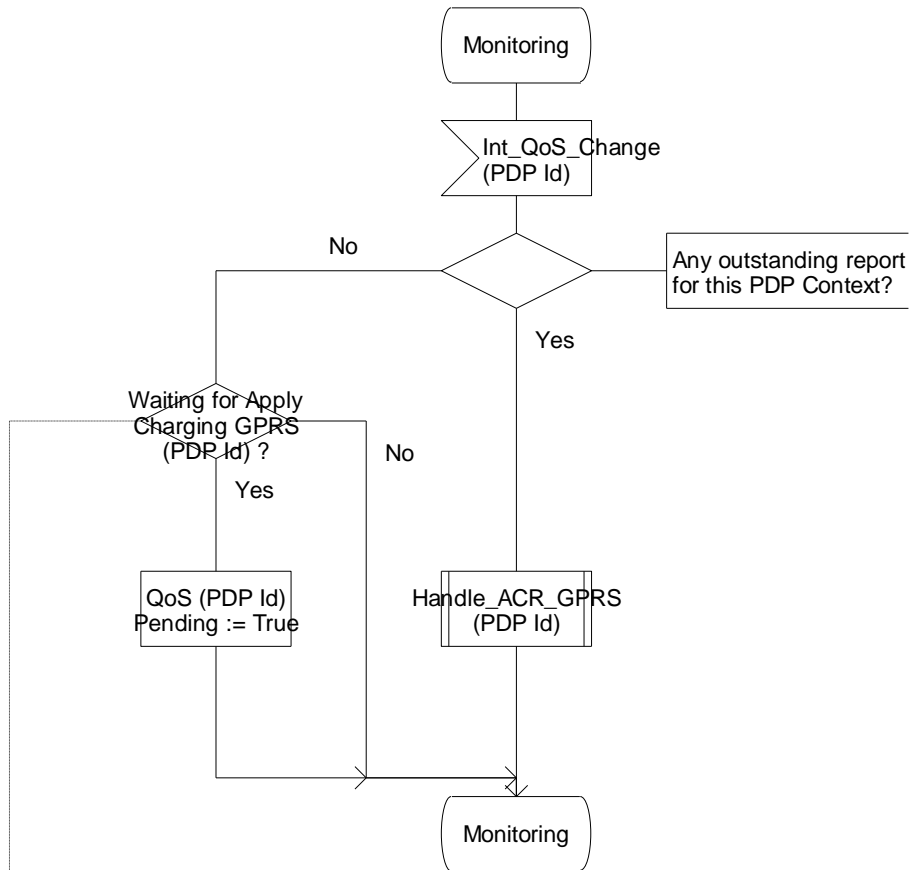 Monitoring
Int_QoS_Change
(PDP Id)
No
Any outstanding report
for this PDP Context?
Yes
Waiting for Apply
Charging GPRS
(PDP Id) ?
No
Yes
QoS (PDP Id)
Pending := True
Handle_ACR_GPRS
(PDP Id)
Monitoring